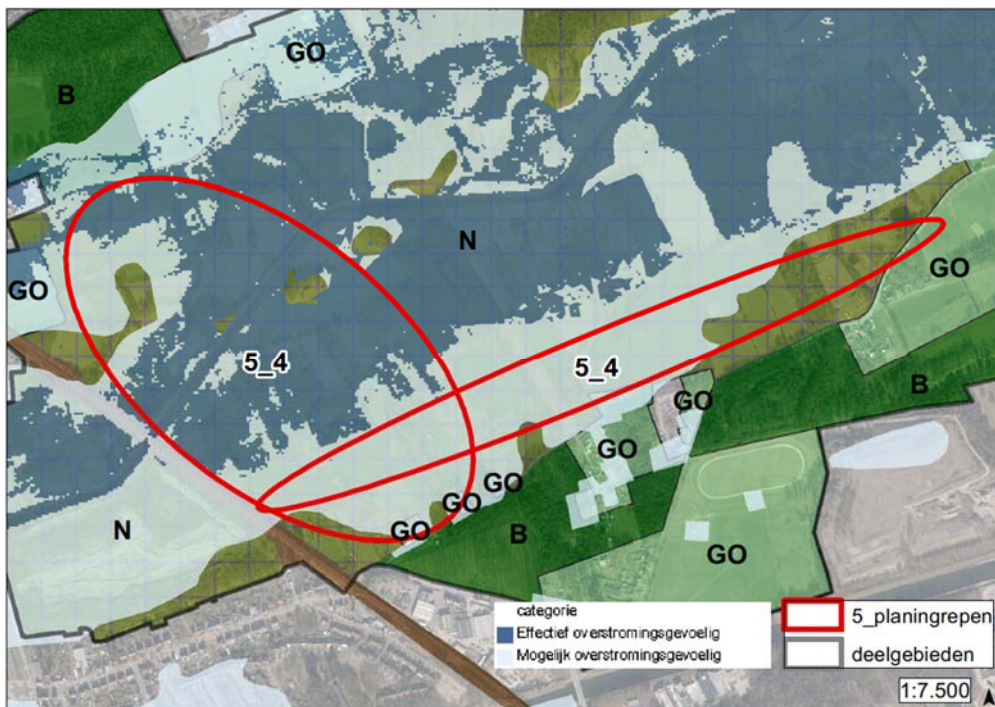 GO
B
N
GO
GO
5_4
5_4
B
GO
GO
GO
GO
N
GO
B
GO
categorie
Effectief overstromingsgevoelig
Mogelijk overstromingsgevoelig
5_planingrepen
deelgebieden
1:7.500